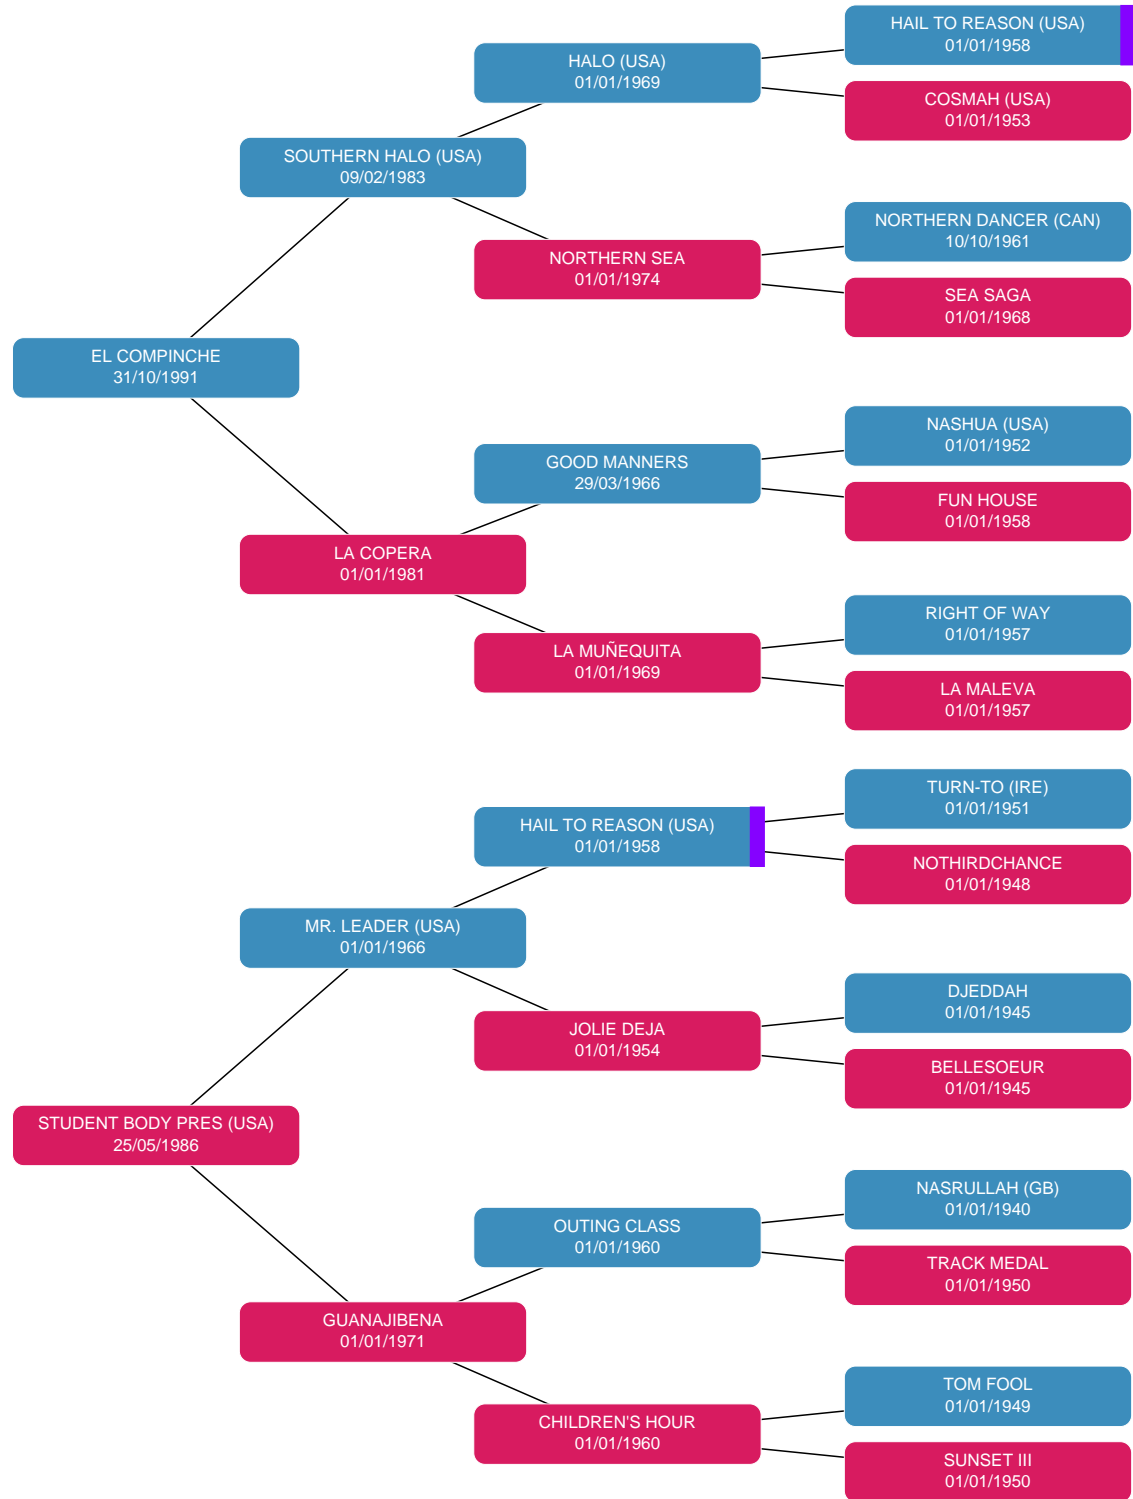 HAIL TO REASON (USA)
01/01/1958
HALO (USA)
01/01/1969
COSMAH (USA)
01/01/1953
SOUTHERN HALO (USA)
09/02/1983
NORTHERN DANCER (CAN)
10/10/1961
NORTHERN SEA
01/01/1974
SEA SAGA
01/01/1968
EL COMPINCHE
31/10/1991
NASHUA (USA)
01/01/1952
GOOD MANNERS
29/03/1966
FUN HOUSE
01/01/1958
LA COPERA
01/01/1981
RIGHT OF WAY
01/01/1957
LA MUÑEQUITA
01/01/1969
LA MALEVA
01/01/1957
TURN-TO (IRE)
01/01/1951
HAIL TO REASON (USA)
01/01/1958
NOTHIRDCHANCE
01/01/1948
MR. LEADER (USA)
01/01/1966
DJEDDAH
01/01/1945
JOLIE DEJA
01/01/1954
BELLESOEUR
01/01/1945
STUDENT BODY PRES (USA)
25/05/1986
NASRULLAH (GB)
01/01/1940
OUTING CLASS
01/01/1960
TRACK MEDAL
01/01/1950
GUANAJIBENA
01/01/1971
TOM FOOL
01/01/1949
CHILDREN'S HOUR
01/01/1960
SUNSET III
01/01/1950